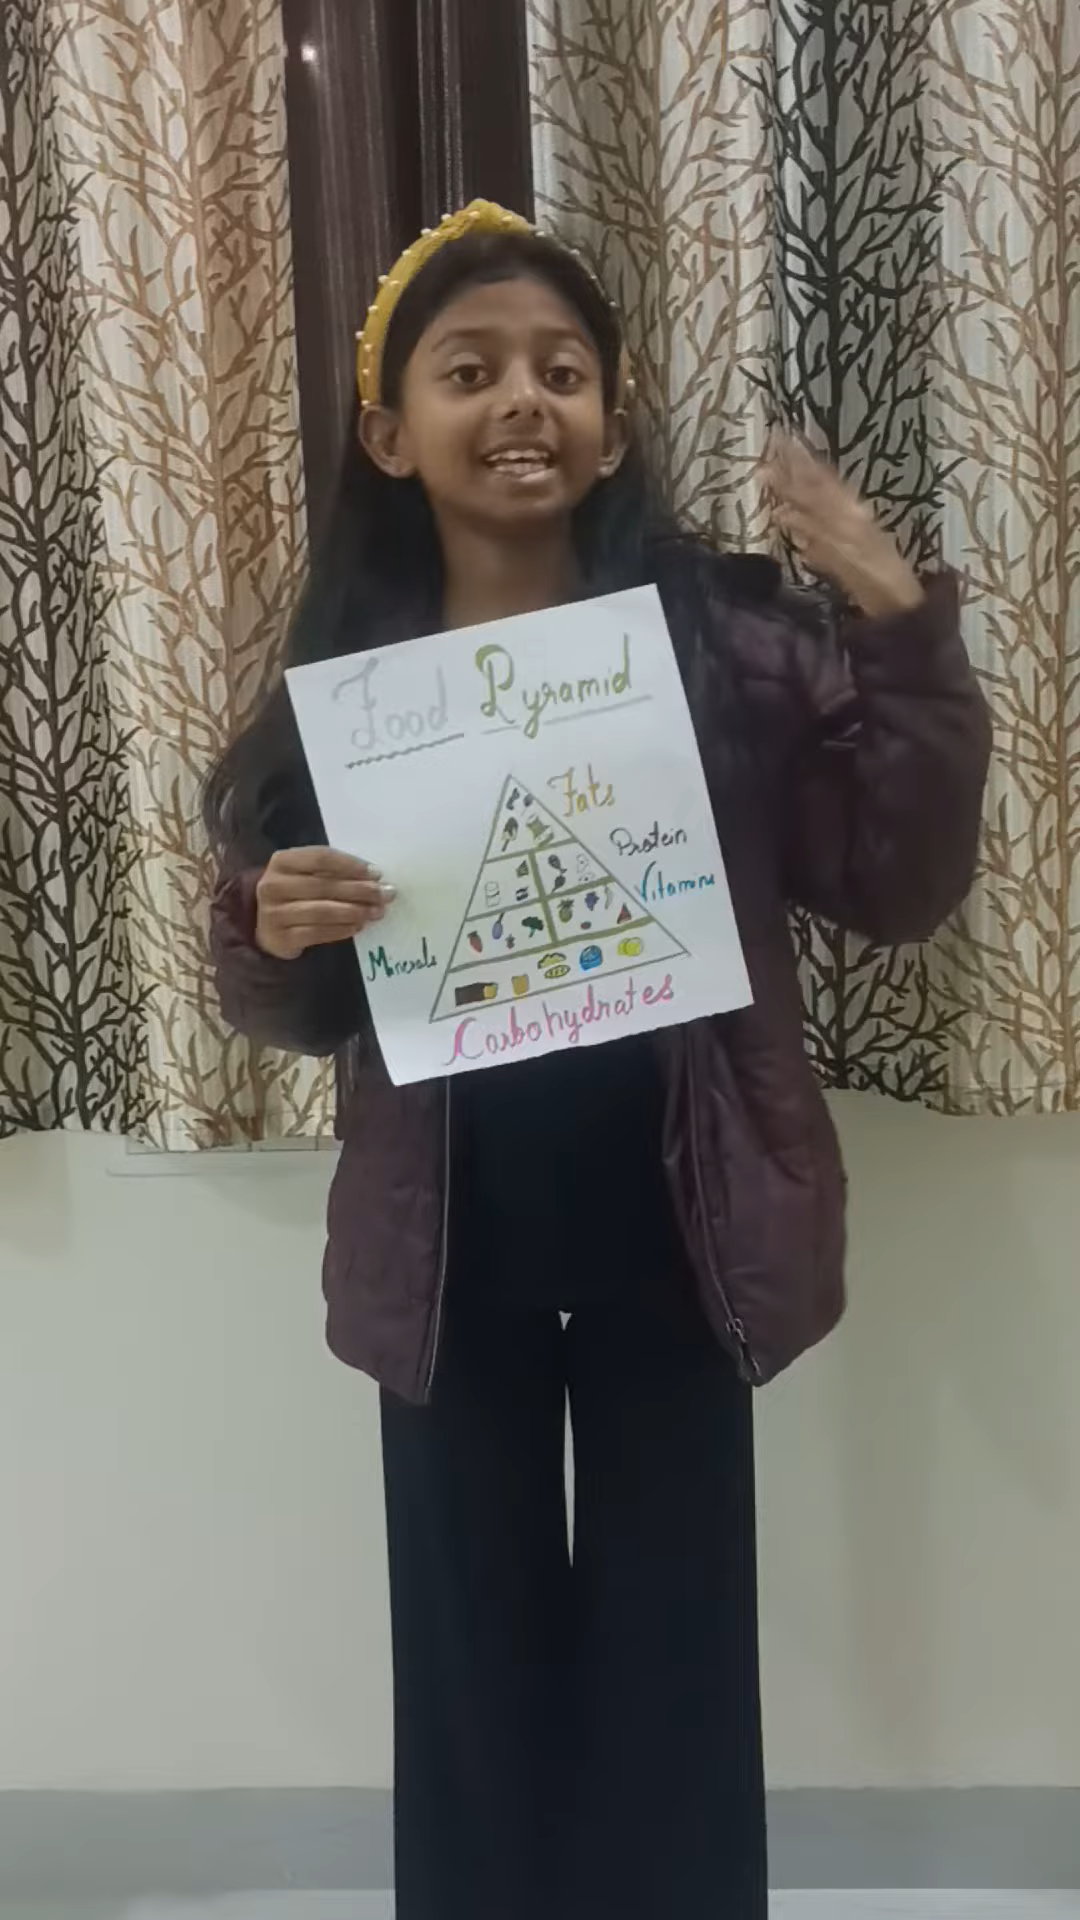 Food Pyramid
Fats
Protein
Vitamins
Minerals
Carbohydrates